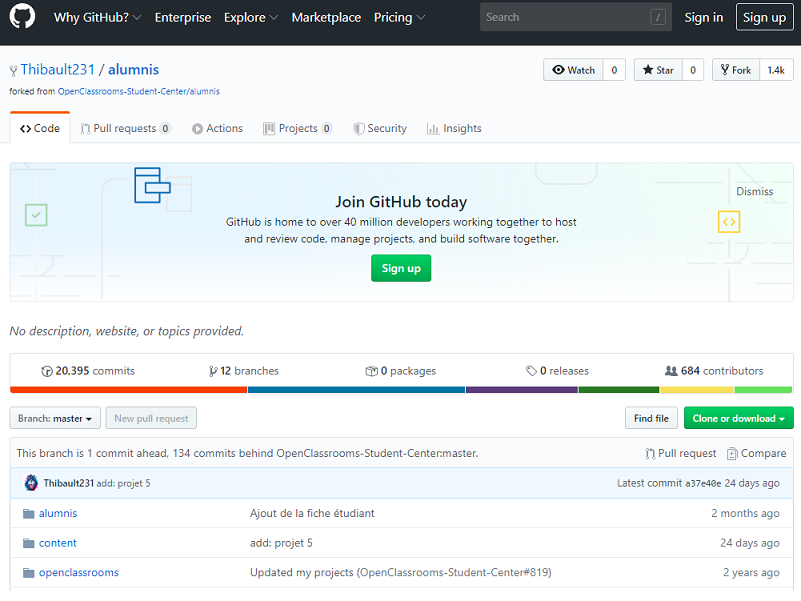 Why GitHub? Enterprise Explore Marketplace Pricing Search / Sign in Sign up
Thibault231 / alumnis Watch 0 Star 0 Fork 1.4k
forked from OpenClassrooms-Student-Center/alumnis
Code Pull requests 0 Actions Projects 0 Security Insights
Dismiss
Join GitHub today
GitHub is home to over 40 million developers working together to host
and review code, manage projects, and build software together.
Sign up
No description, website, or topics provided.
20,395 commits 12 branches 0 packages 0 releases 684 contributors
Branch: master New pull request Find file Clone or download
This branch is 1 commit ahead, 134 commits behind OpenClassrooms-Student-Center:master. Pull request Compare
Thibault231 add: projet 5 Latest commit a37e40e 24 days ago
alumnis Ajout de la fiche étudiant 2 months ago
content add: projet 5 24 days ago
openclassrooms Updated my projects (OpenClassrooms-Student-Center#819) 2 years ago